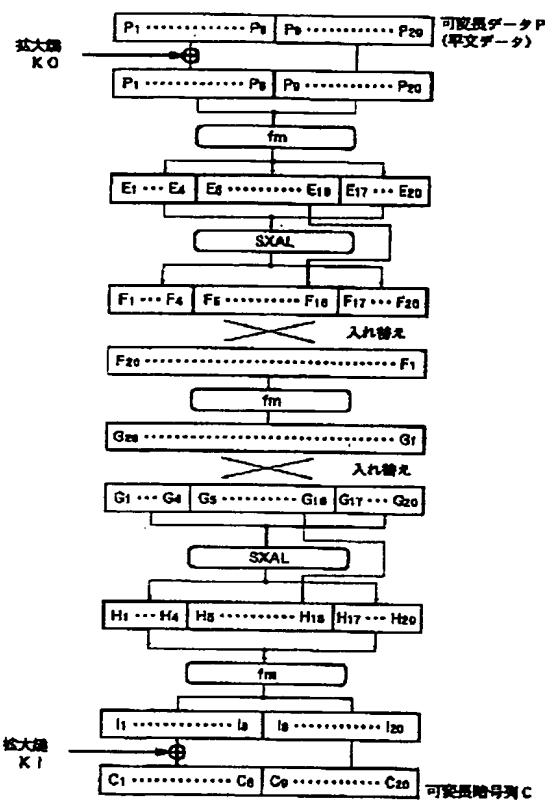 P1 ・・・・・・・・・・ P8 P9 ・・・・・・・・・・ P20 可変長データP
(平文データ)
拡大鍵
K0
P1 ・・・・・・・・・・ P8 P9 ・・・・・・・・・・ P20
fm
E1 ・・・ E4 E5 ・・・・・・・・・・ E16 E17 ・・・ E20
SXAL
F1 ・・・ F4 F5 ・・・・・・・・・・ F16 F17 ・・・ F20
入れ替え
F20 ・・・・・・・・・・・・・・・・・・・・ F1
fm
G20 ・・・・・・・・・・・・・・・・・・・・ G1
入れ替え
G1 ・・・ G4 G5 ・・・・・・・・・・ G16 G17 ・・・ G20
SXAL
H1 ・・・ H4 H5 ・・・・・・・・・・ H16 H17 ・・・ H20
fm
I1 ・・・・・・・・・・ I8 I9 ・・・・・・・・・・ I20
拡大鍵
KI
C1 ・・・・・・・・・・ C8 C9 ・・・・・・・・・・ C20 可変長暗号列C